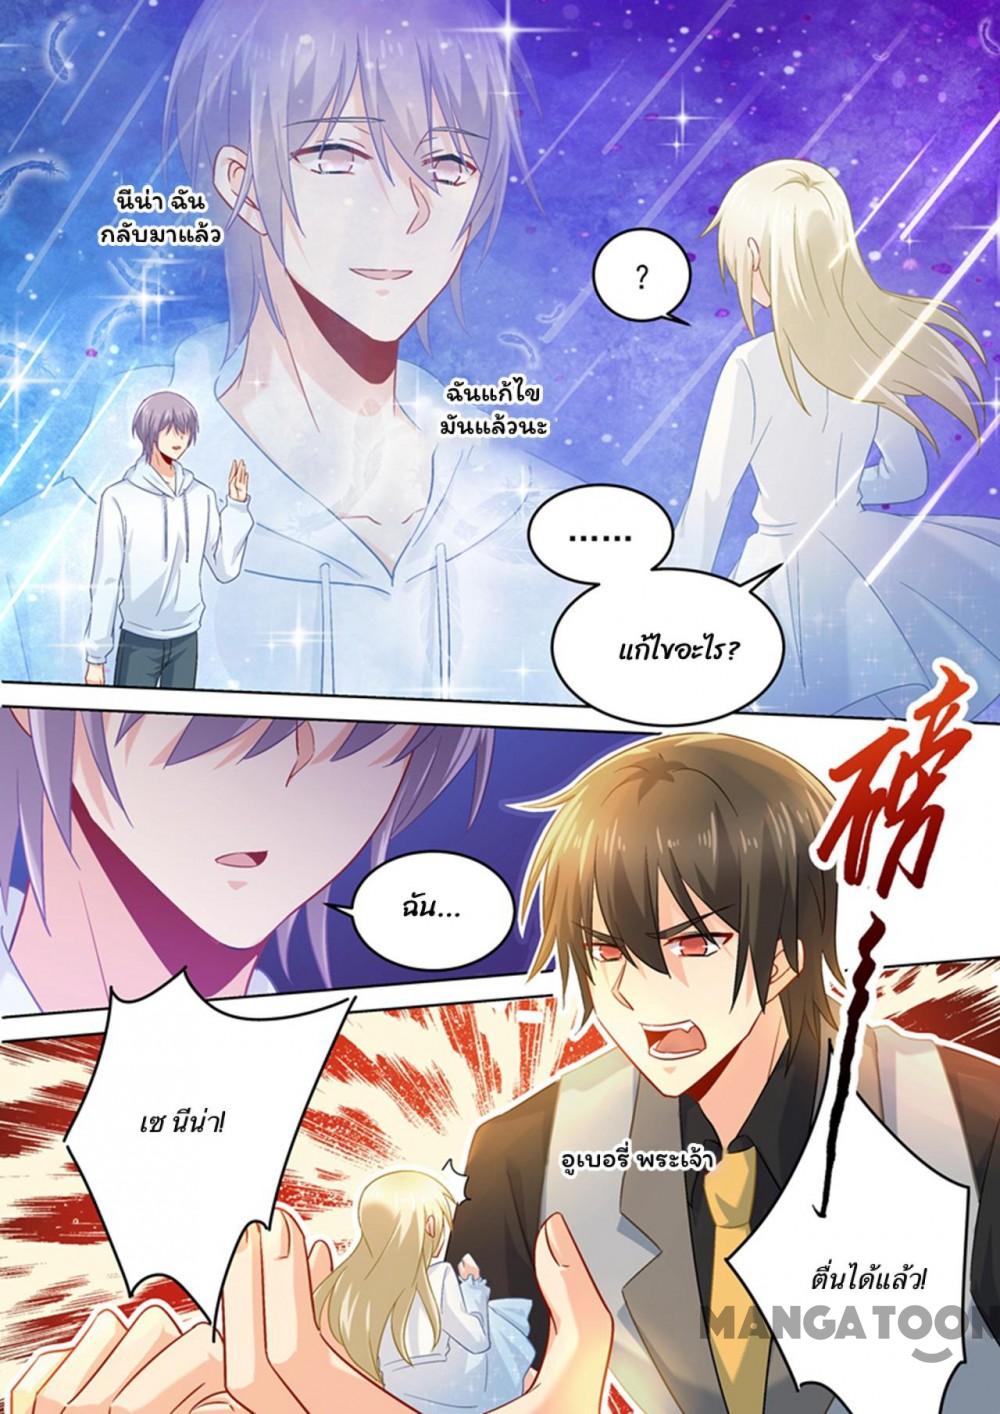 นีน่า ฉัน
กลับมาแล้ว
?
ฉันแก้ไข
มันแล้วนะ
......
แก้ไขอะไร?
磅
ฉัน...
เซ นีน่า!
อูเบอรี่ พระเจ้า
ตื่นได้แล้ว!
MANGATOON